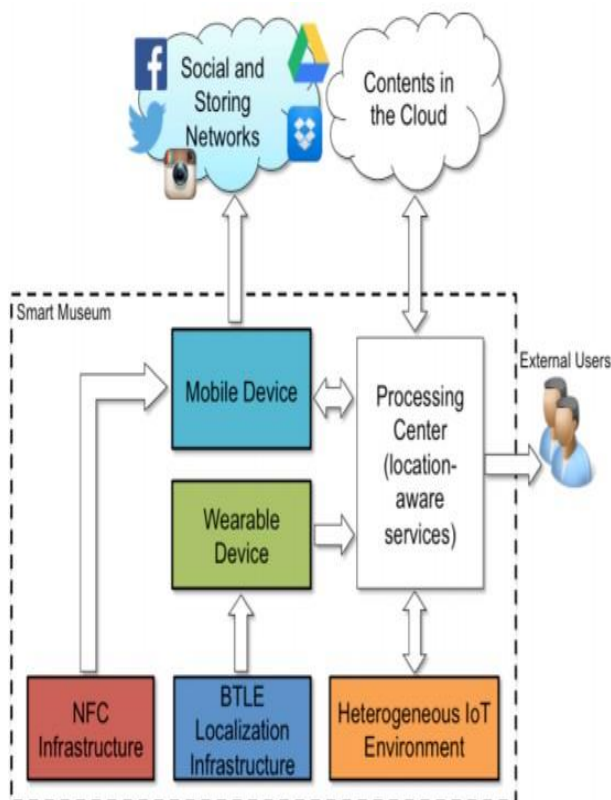 Social and
Storing
Networks
Contents in
the Cloud
Smart Museum
External Users
Mobile Device
Processing
Center
(location-
aware
services)
Wearable
Device
NFC
Infrastructure
BTLE
Localization
Infrastructure
Heterogeneous IoT
Environment